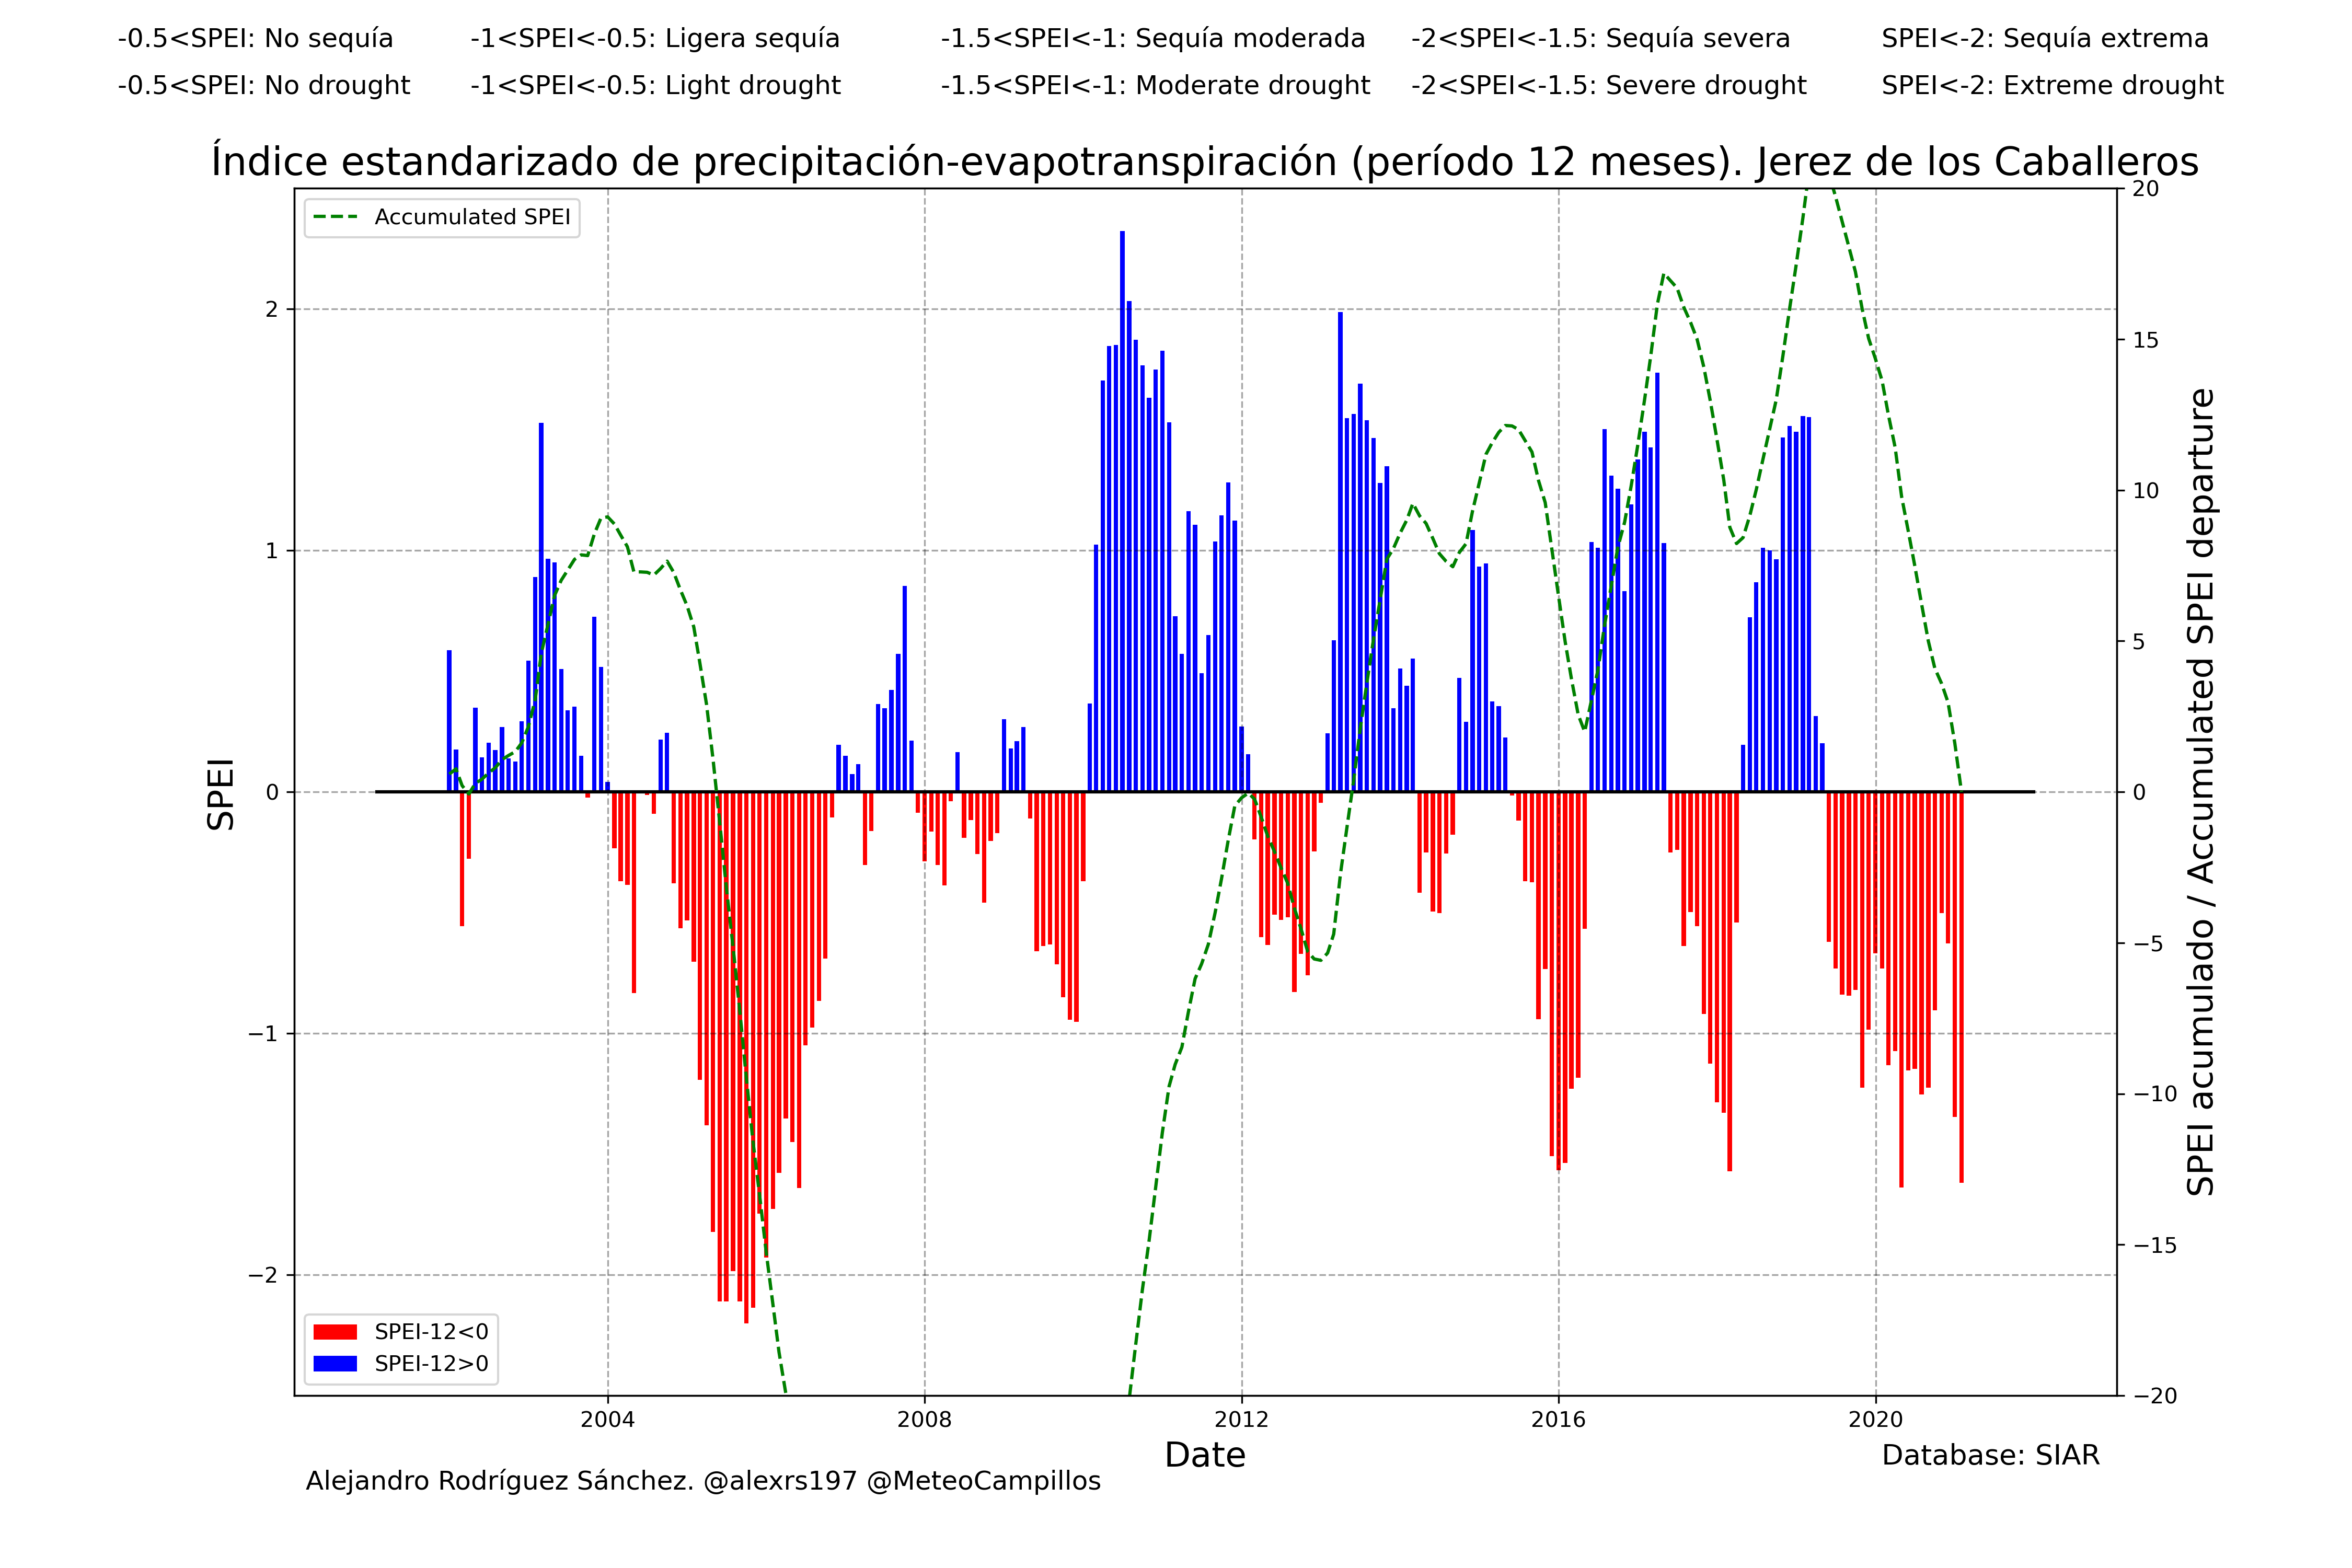 -0.5<SPEI: No sequía -1<SPEI<-0.5: Ligera sequía -1.5<SPEI<-1: Sequía moderada -2<SPEI<-1.5: Sequía severa SPEI<-2: Sequía extrema
-0.5<SPEI: No drought -1<SPEI<-0.5: Light drought -1.5<SPEI<-1: Moderate drought -2<SPEI<-1.5: Severe drought SPEI<-2: Extreme drought
Índice estandarizado de precipitación-evapotranspiración (período 12 meses). Jerez de los Caballeros
Accumulated SPEI
SPEI
2
1
0
−1
−2
20
15
10
5
0
−5
−10
−15
−20
SPEI acumulado / Accumulated SPEI departure
SPEI-12<0
SPEI-12>0
2004 2008 2012 2016 2020
Date
Database: SIAR
Alejandro Rodríguez Sánchez. @alexrs197 @MeteoCampillos